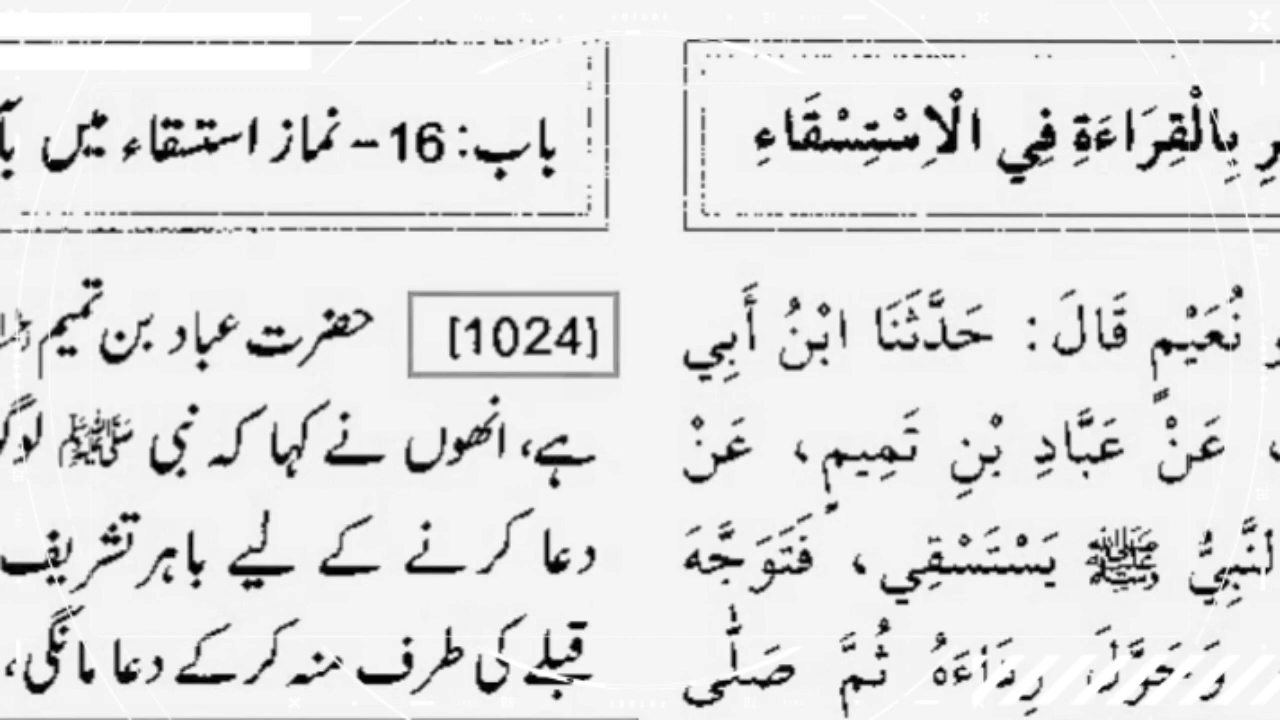 بِالْقِرَاءَةِ فِي الْاِسْتِسْقَاءِ
نُعَيْمٍ قَالَ: حَدَّثَنَا ابْنُ أَبِي
عَنْ عَبَّادِ بْنِ تَمِيمٍ، عَنْ
النَّبِيُّ ﷺ يَسْتَسْقِي، فَتَوَجَّهَ
وَحَوَّلَ رِدَاءَهُ ثُمَّ صَلَّى
باب: 16- نماز استسقاء میں
[1024] حضرت عباد بن تمیم
ہے، انھوں نے کہا کہ نبی ﷺ
دعا کرنے کے لیے باہر تشریف
قبلے کی طرف منہ کر کے دعا مانگی،